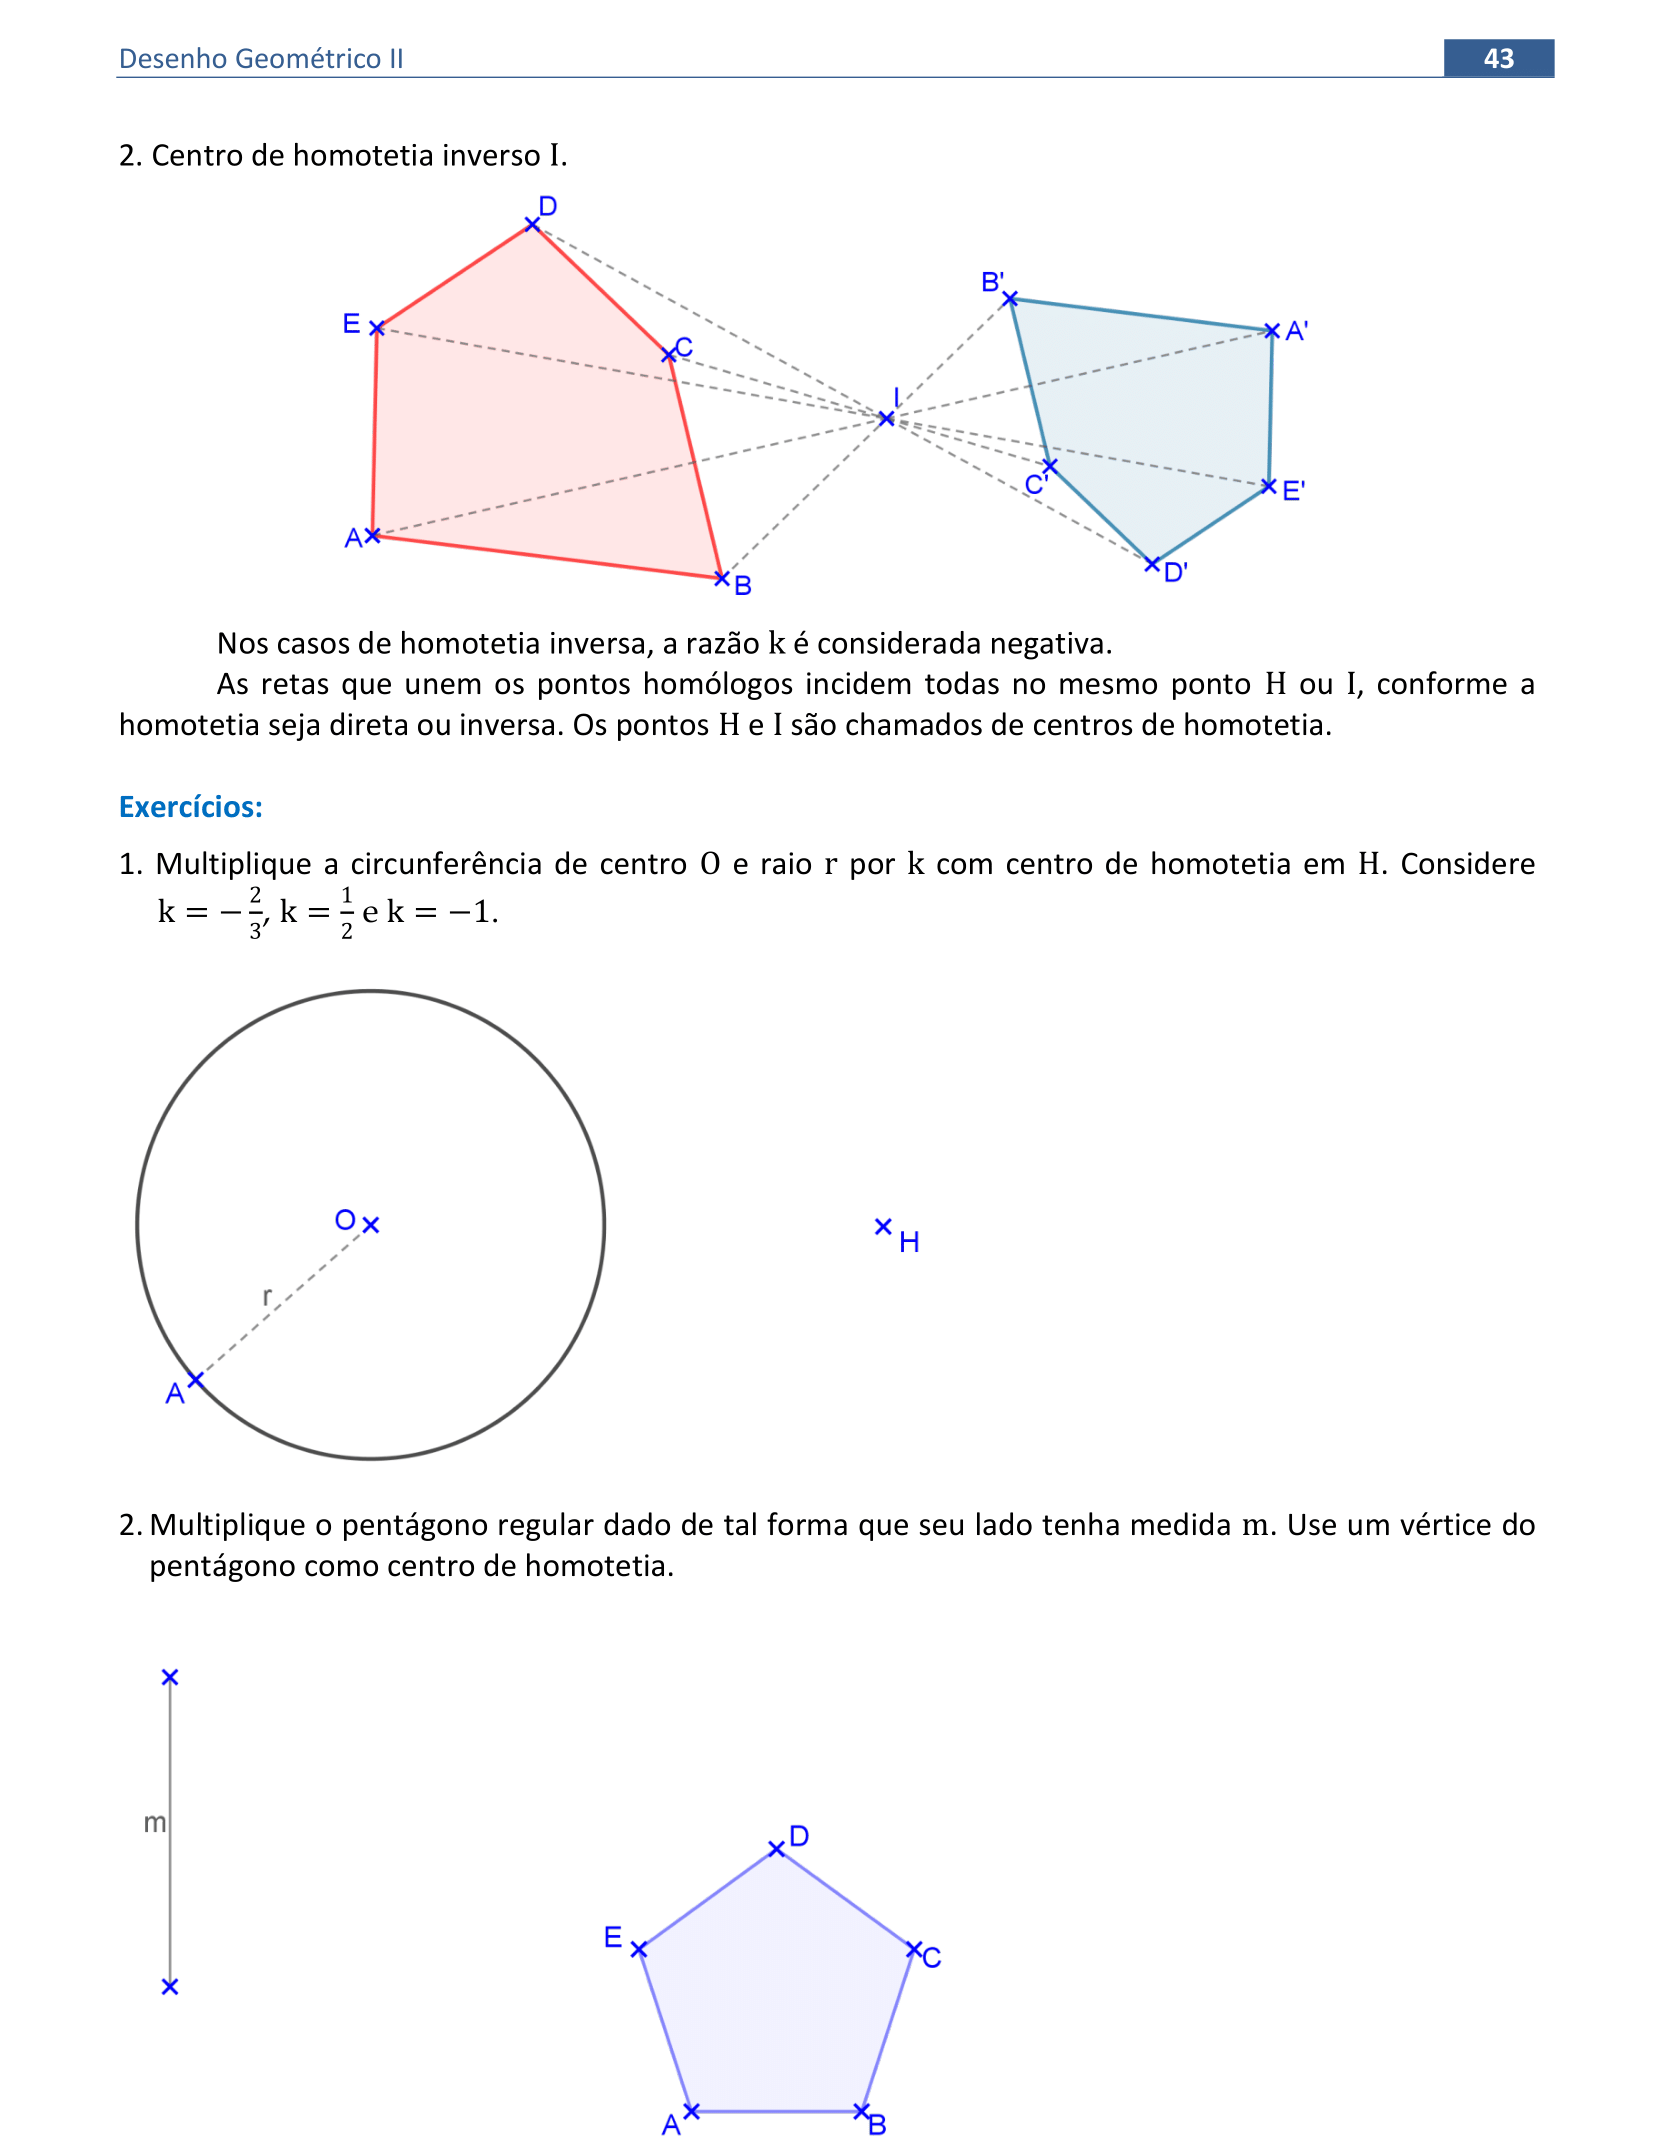 Desenho Geométrico II
43
2. Centro de homotetia inverso I.
D
B'
E
A'
C
I
C'
E'
A
D'
B
Nos casos de homotetia inversa, a razão k é considerada negativa.
As retas que unem os pontos homólogos incidem todas no mesmo ponto H ou I, conforme a
homotetia seja direta ou inversa. Os pontos H e I são chamados de centros de homotetia.
Exercícios:
1. Multiplique a circunferência de centro O e raio r por k com centro de homotetia em H. Considere
k = −2/3, k = 1/2 e k = −1.
O
H
r
A
2. Multiplique o pentágono regular dado de tal forma que seu lado tenha medida m. Use um vértice do
pentágono como centro de homotetia.
m
D
E
C
A
B